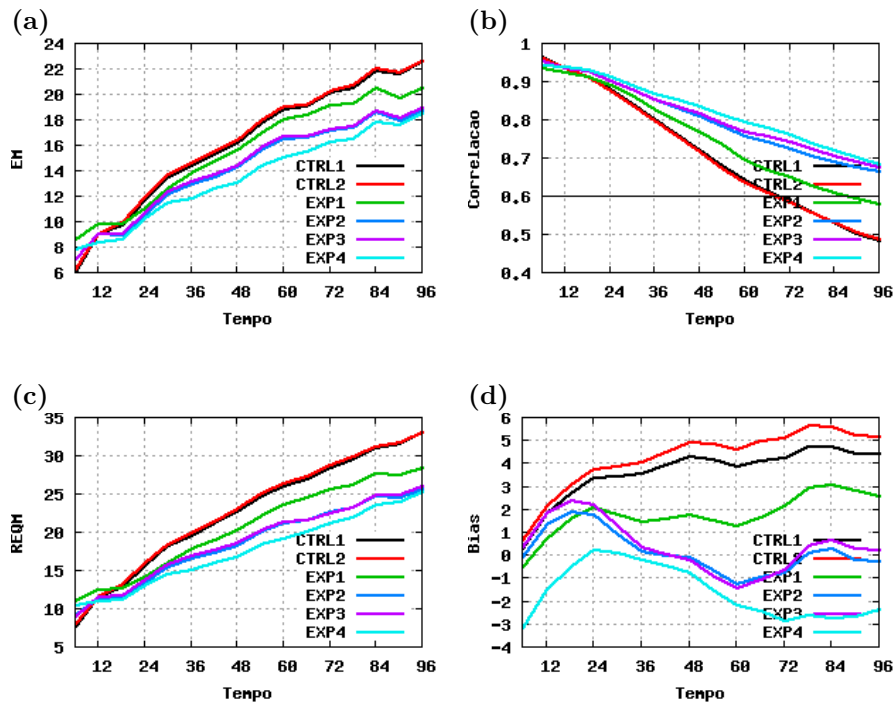 (a)
EM
24
22
20
18
16
14
12
10
8
6
CTRL1
CTRL2
EXP1
EXP2
EXP3
EXP4
12 24 36 48 60 72 84 96
Tempo
(b)
Correlacao
1
0.9
0.8
0.7
0.6
0.5
0.4
CTRL1
CTRL2
EXP1
EXP2
EXP3
EXP4
12 24 36 48 60 72 84 96
Tempo
(c)
REQM
35
30
25
20
15
10
5
CTRL1
CTRL2
EXP1
EXP2
EXP3
EXP4
12 24 36 48 60 72 84 96
Tempo
(d)
Bias
6
5
4
3
2
1
0
-1
-2
-3
-4
CTRL1
CTRL2
EXP1
EXP2
EXP3
EXP4
12 24 36 48 60 72 84 96
Tempo